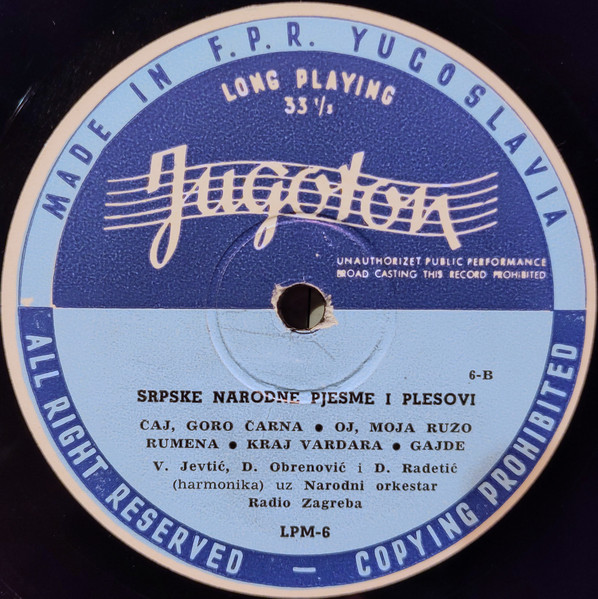 MADE IN F.P.R. YUGOSLAVIA
LONG PLAYING
33 1/3
Jugoton
UNAUTHORIZET PUBLIC PERFORMANCE
BROAD CASTING THIS RECORD PROHIBITED
6-B
SRPSKE NARODNE PJESME I PLESOVI
CAJ, GORO ČARNA • OJ, MOJA RUZO
RUMENA • KRAJ VARDARA • GAJDE
V. Jevtić, D. Obrenović i D. Radetić
(harmonika) uz Narodni orkestar
Radio Zagreba
LPM-6
ALL RIGHT RESERVED — COPYING PROHIBITED